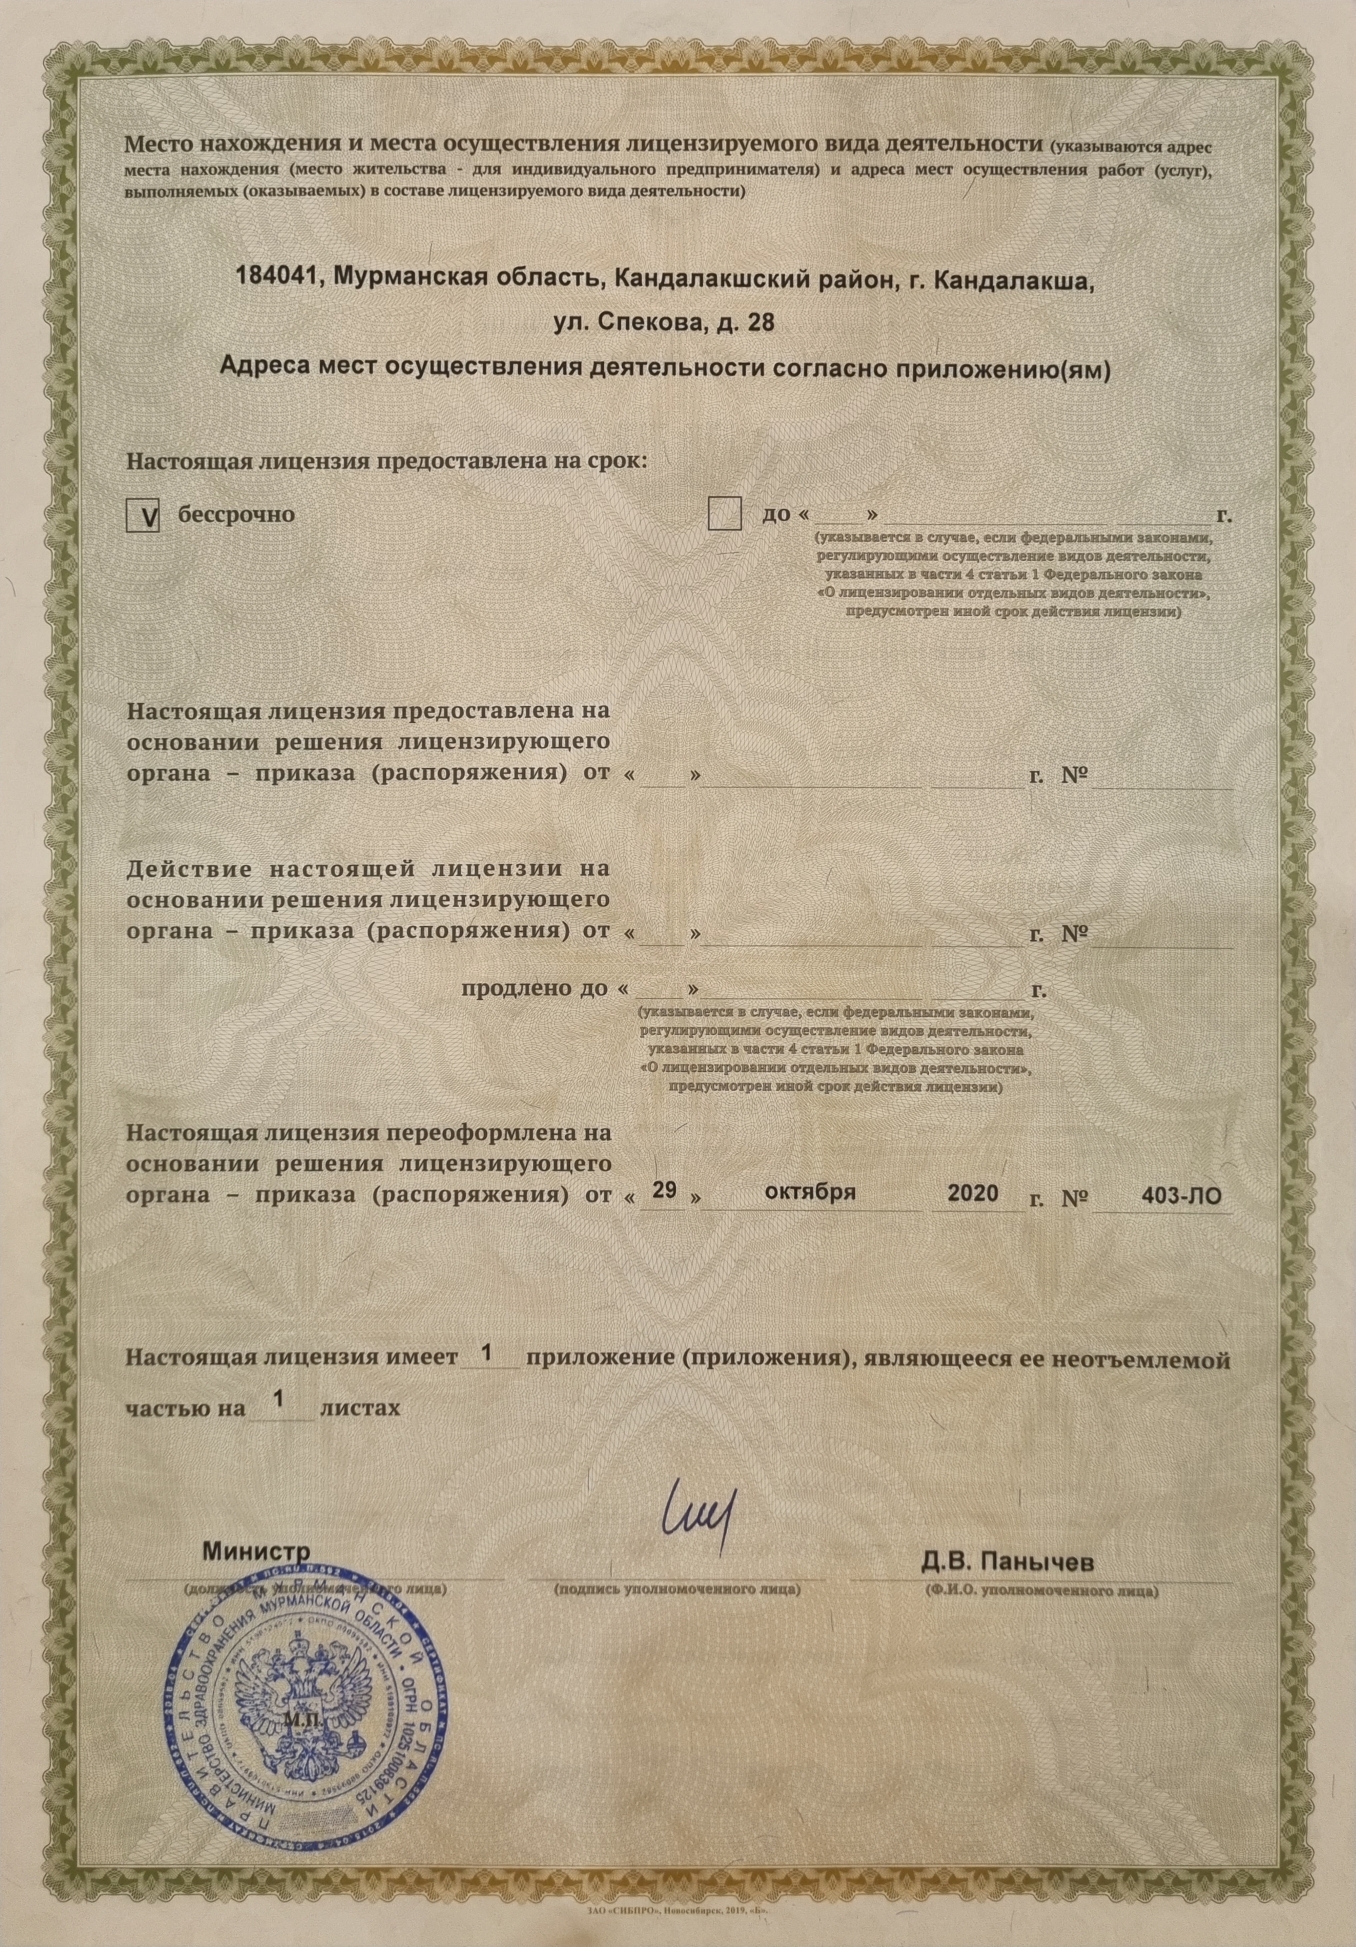 Место нахождения и места осуществления лицензируемого вида деятельности (указываются адрес
места нахождения (место жительства - для индивидуального предпринимателя) и адреса мест осуществления работ (услуг),
выполняемых (оказываемых) в составе лицензируемого вида деятельности)
184041, Мурманская область, Кандалакшский район, г. Кандалакша,
ул. Спекова, д. 28
Адреса мест осуществления деятельности согласно приложению(ям)
Настоящая лицензия предоставлена на срок:
V бессрочно до « » г.
(указывается в случае, если федеральными законами,
регулирующими осуществление видов деятельности,
указанных в части 4 статьи 1 Федерального закона
«О лицензировании отдельных видов деятельности»,
предусмотрен иной срок действия лицензии)
Настоящая лицензия предоставлена на
основании решения лицензирующего
органа – приказа (распоряжения) от « » г. №
Действие настоящей лицензии на
основании решения лицензирующего
органа – приказа (распоряжения) от « » г. №
продлено до « » г.
(указывается в случае, если федеральными законами,
регулирующими осуществление видов деятельности,
указанных в части 4 статьи 1 Федерального закона
«О лицензировании отдельных видов деятельности»,
предусмотрен иной срок действия лицензии)
Настоящая лицензия переоформлена на
основании решения лицензирующего
органа – приказа (распоряжения) от « 29 » октября 2020 г. № 403-ЛО
Настоящая лицензия имеет 1 приложение (приложения), являющееся ее неотъемлемой
частью на 1 листах
Министр Д.В. Панычев
(должность уполномоченного лица) (подпись уполномоченного лица) (Ф.И.О. уполномоченного лица)
ПРАВИТЕЛЬСТВО МУРМАНСКОЙ ОБЛАСТИ
МИНИСТЕРСТВО ЗДРАВООХРАНЕНИЯ МУРМАНСКОЙ ОБЛАСТИ • ОГРН 1025100839125
М.П.
ЗАО «СИБПРО», Новосибирск, 2019, «Б».